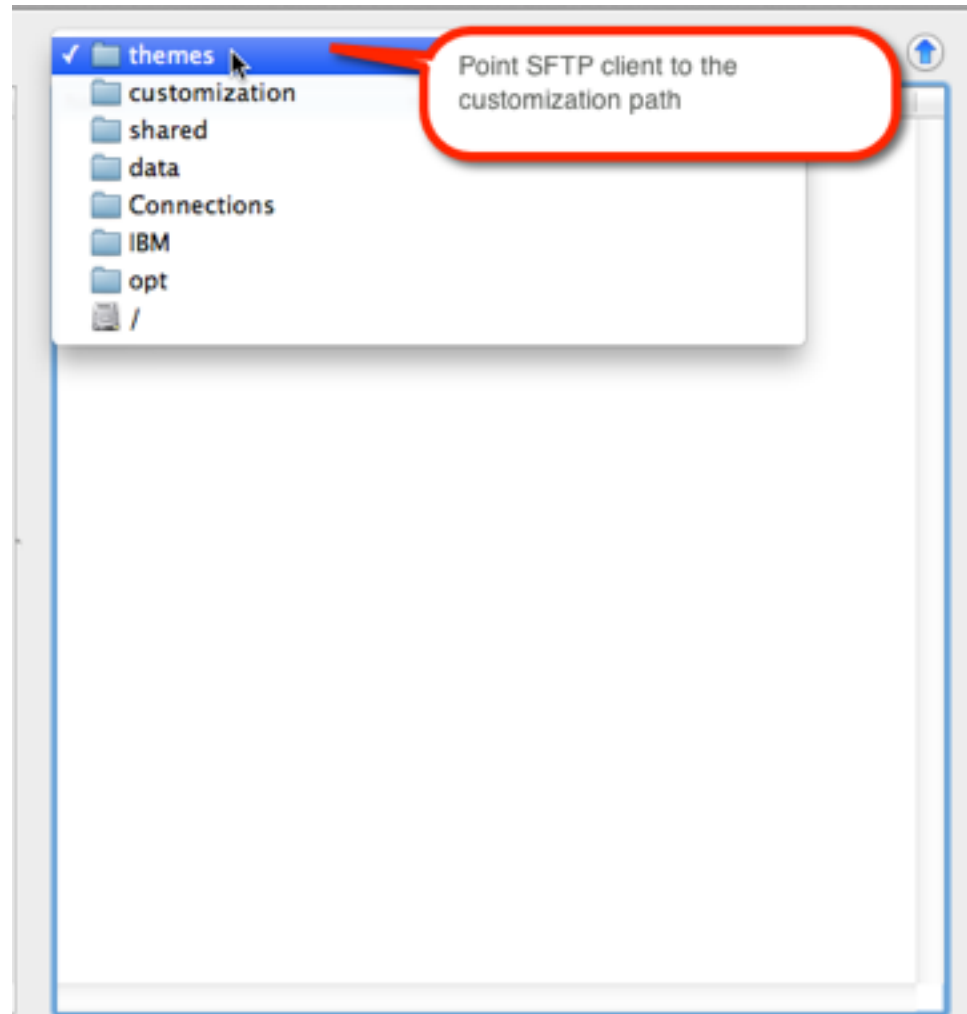 ✓ themes
Point SFTP client to the
customization path
customization
shared
data
Connections
IBM
opt
/